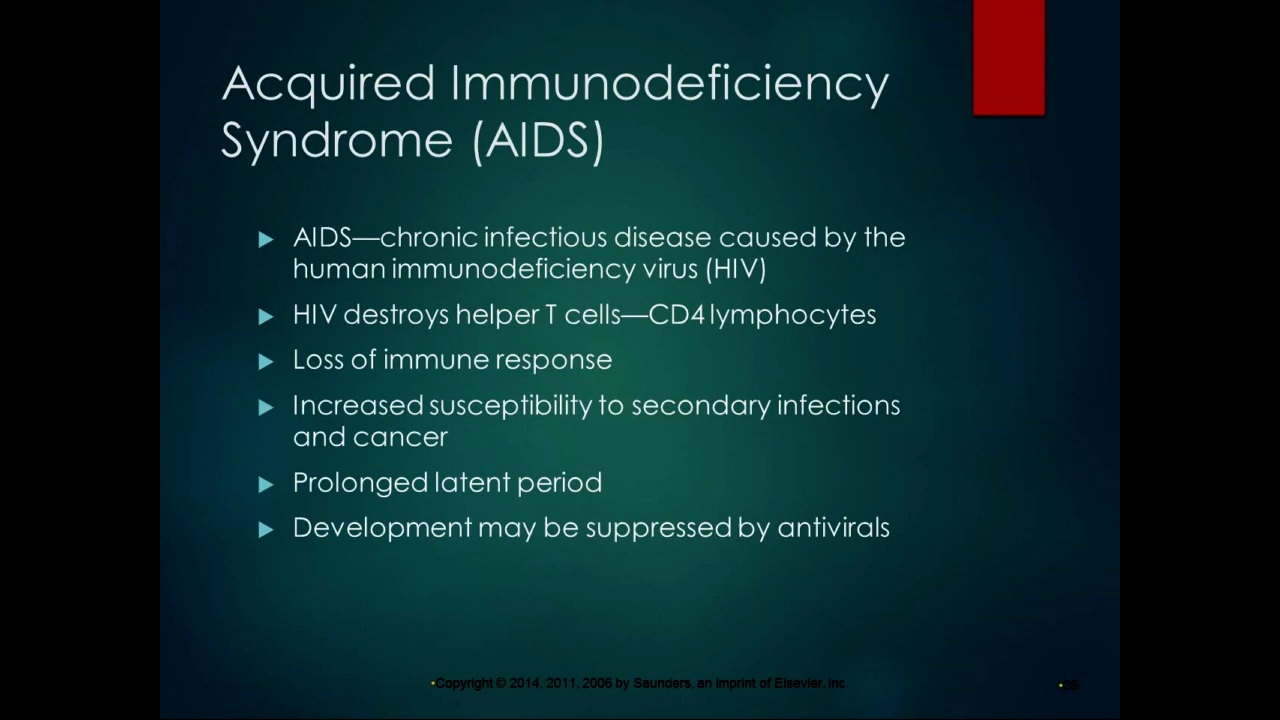 Acquired Immunodeficiency
Syndrome (AIDS)
AIDS—chronic infectious disease caused by the
human immunodeficiency virus (HIV)
HIV destroys helper T cells—CD4 lymphocytes
Loss of immune response
Increased susceptibility to secondary infections
and cancer
Prolonged latent period
Development may be suppressed by antivirals
•Copyright © 2014, 2011, 2006 by Saunders, an imprint of Elsevier, Inc.
•28